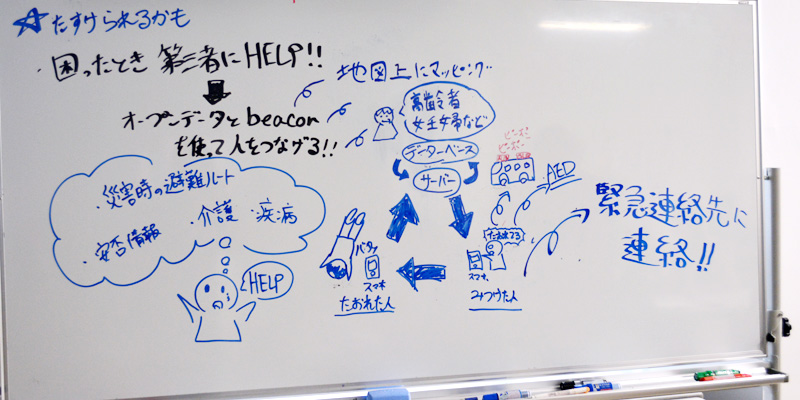 ☆たすけられるかも
・困ったとき 第三者にHELP!!
オープンデータとbeacon
を使って人をつなげる!!
地図上にマッピング
高齢者
妊婦など
データーベース
サーバー
ピーポー
ピーポー
AED
緊急連絡先に
連絡!!
・災害時の避難ルート
・介護・疾病
・安否情報
HELP
バタッ
スマホ
たおれた人
たおれてる
スマホ
みつけた人